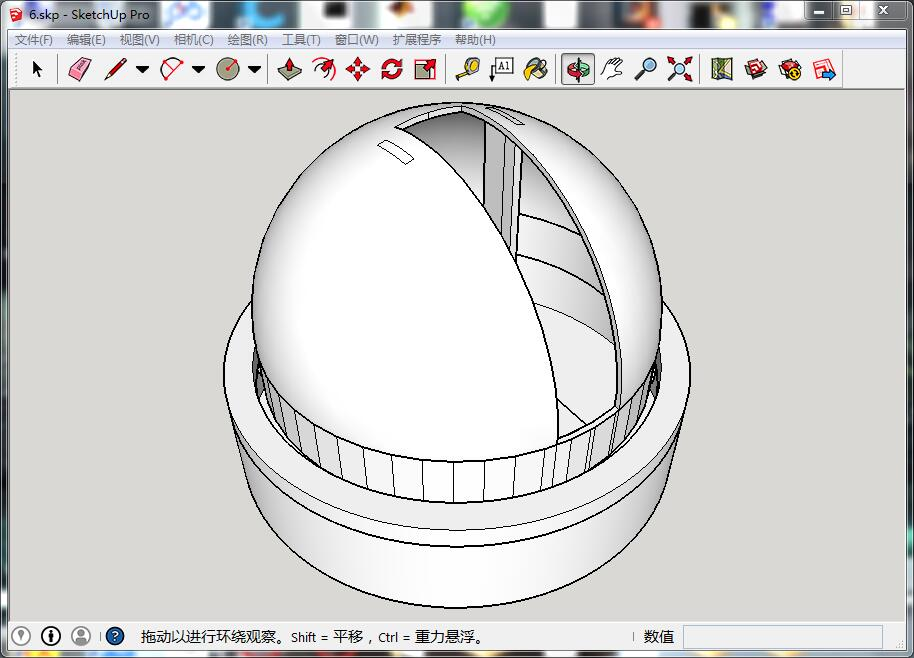 6.skp - SketchUp Pro
文件(F) 编辑(E) 视图(V) 相机(C) 绘图(R) 工具(T) 窗口(W) 扩展程序 帮助(H)
A1
拖动以进行环绕观察。Shift = 平移，Ctrl = 重力悬浮。 数值